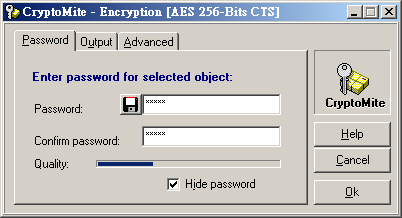 CryptoMite - Encryption [AES 256-Bits CTS]
Password Output Advanced
Enter password for selected object:
Password: *****
Confirm password: *****
Quality:
Hide password
CryptoMite
Help
Cancel
Ok